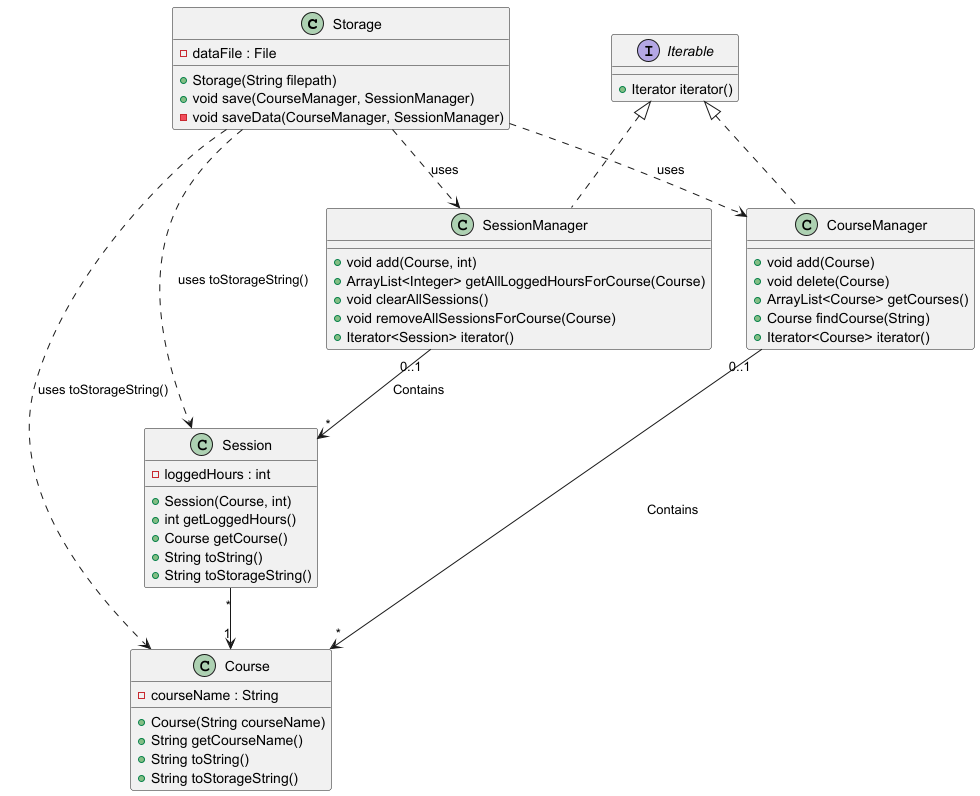 C Storage
dataFile : File
Storage(String filepath)
void save(CourseManager, SessionManager)
void saveData(CourseManager, SessionManager)
I Iterable
Iterator iterator()
uses
uses
C SessionManager
void add(Course, int)
ArrayList<Integer> getAllLoggedHoursForCourse(Course)
void clearAllSessions()
void removeAllSessionsForCourse(Course)
Iterator<Session> iterator()
C CourseManager
void add(Course)
void delete(Course)
ArrayList<Course> getCourses()
Course findCourse(String)
Iterator<Course> iterator()
uses toStorageString()
0..1
0..1
uses toStorageString()
Contains
*
C Session
loggedHours : int
Session(Course, int)
int getLoggedHours()
Course getCourse()
String toString()
String toStorageString()
Contains
*
1
*
C Course
courseName : String
Course(String courseName)
String getCourseName()
String toString()
String toStorageString()